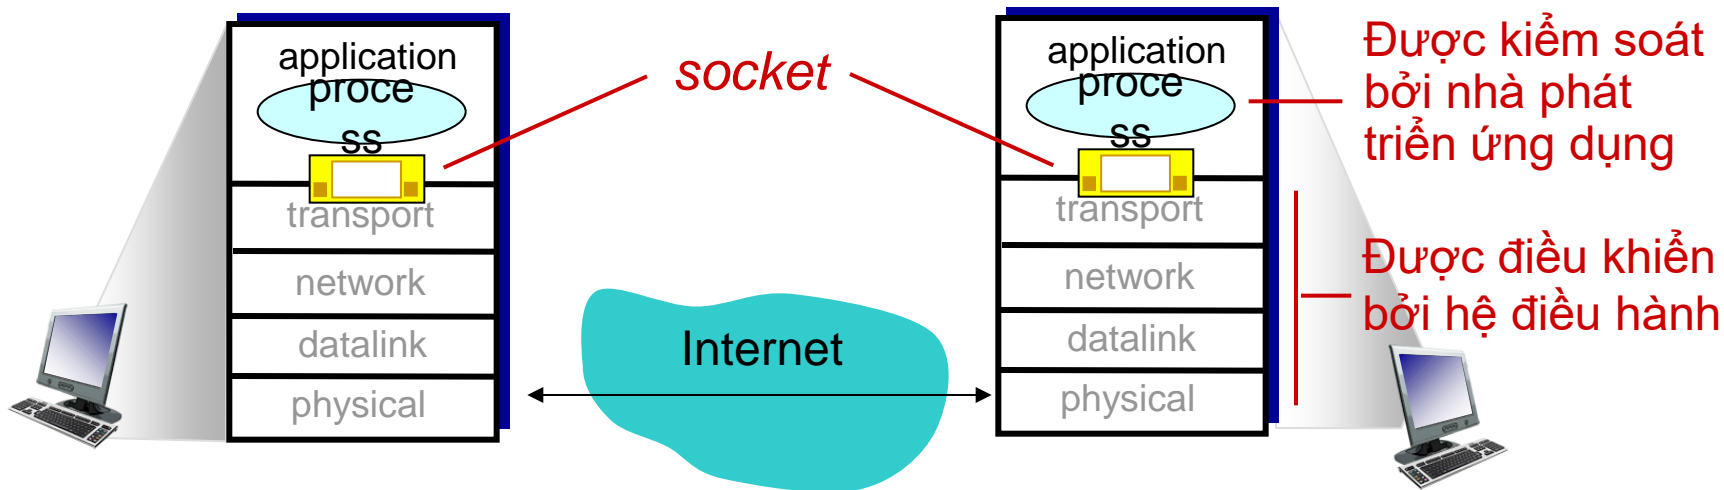 application
proce
ss
transport
network
datalink
physical
socket
Internet
application
proce
ss
transport
network
datalink
physical
Được kiểm soát
bởi nhà phát
triển ứng dụng
Được điều khiển
bởi hệ điều hành